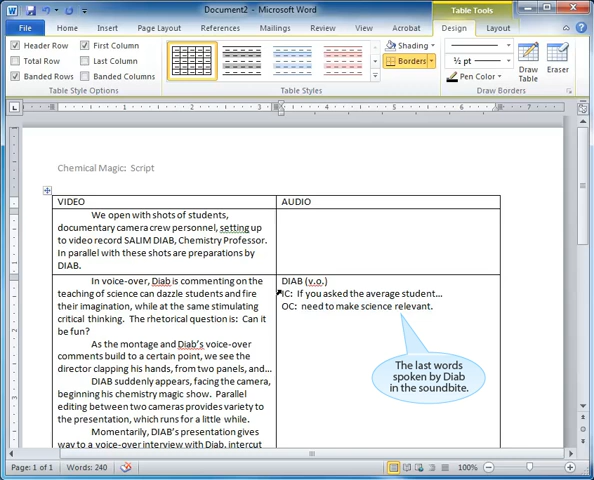 Document2 - Microsoft Word
Table Tools
File Home Insert Page Layout References Mailings Review View Acrobat Design Layout
Header Row First Column
Total Row Last Column
Banded Rows Banded Columns
Table Style Options
Table Styles
Shading
Borders
½ pt
Pen Color
Draw Table
Eraser
Draw Borders
1 2 3 4 5 6
Chemical Magic: Script
VIDEO
We open with shots of students,
documentary camera crew personnel, setting up
to video record SALIM DIAB, Chemistry Professor.
In parallel with these shots are preparations by
DIAB.
In voice-over, Diab is commenting on the
teaching of science can dazzle students and fire
their imagination, while at the same stimulating
critical thinking. The rhetorical question is: Can it
be fun?
As the montage and Diab's voice-over
comments build to a certain point, we see the
director clapping his hands, from two panels, and...
DIAB suddenly appears, facing the camera,
beginning his chemistry magic show. Parallel
editing between two cameras provides variety to
the presentation, which runs for a little while.
Momentarily, DIAB's presentation gives
way to a voice-over interview with Diab, intercut
AUDIO
DIAB (v.o.)
IC: If you asked the average student...
OC: need to make science relevant.
The last words
spoken by Diab
in the soundbite.
Page: 1 of 1 Words: 240 100%